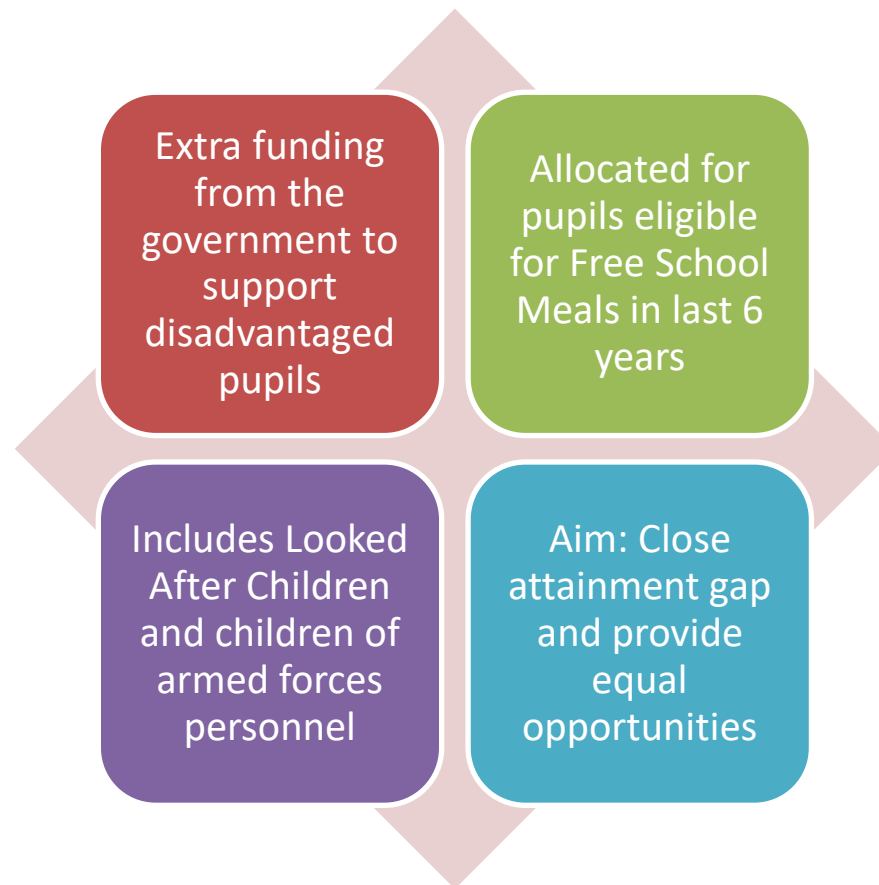 Extra funding
from the
government to
support
disadvantaged
pupils
Allocated for
pupils eligible
for Free School
Meals in last 6
years
Includes Looked
After Children
and children of
armed forces
personnel
Aim: Close
attainment gap
and provide
equal
opportunities